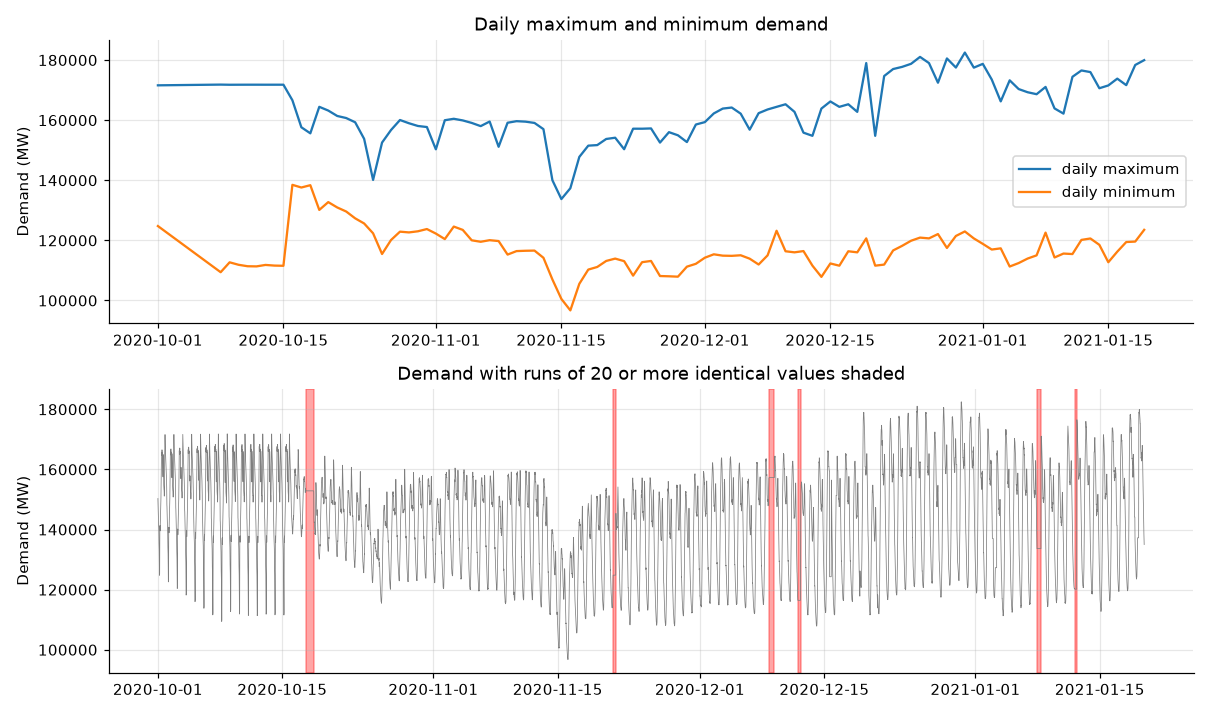 Daily maximum and minimum demand
Demand (MW)
180000
160000
140000
120000
100000
daily maximum
daily minimum
2020-10-01 2020-10-15 2020-11-01 2020-11-15 2020-12-01 2020-12-15 2021-01-01 2021-01-15
Demand with runs of 20 or more identical values shaded
Demand (MW)
180000
160000
140000
120000
100000
2020-10-01 2020-10-15 2020-11-01 2020-11-15 2020-12-01 2020-12-15 2021-01-01 2021-01-15